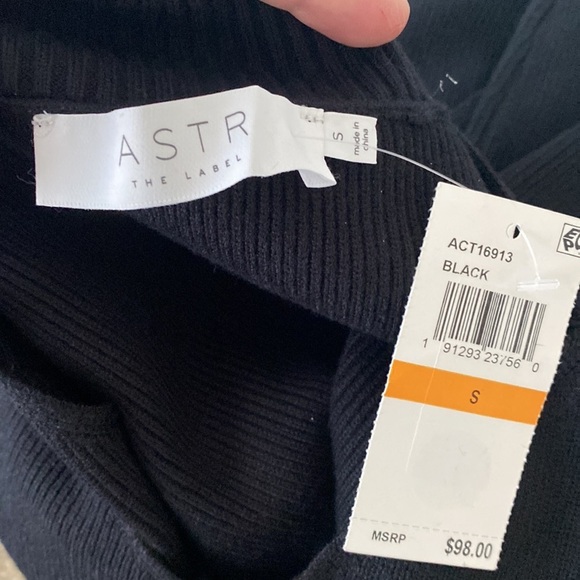 ASTR
THE LABEL
S
made in
china
ACT16913
BLACK
1 91293 23756 0
S
MSRP $98.00